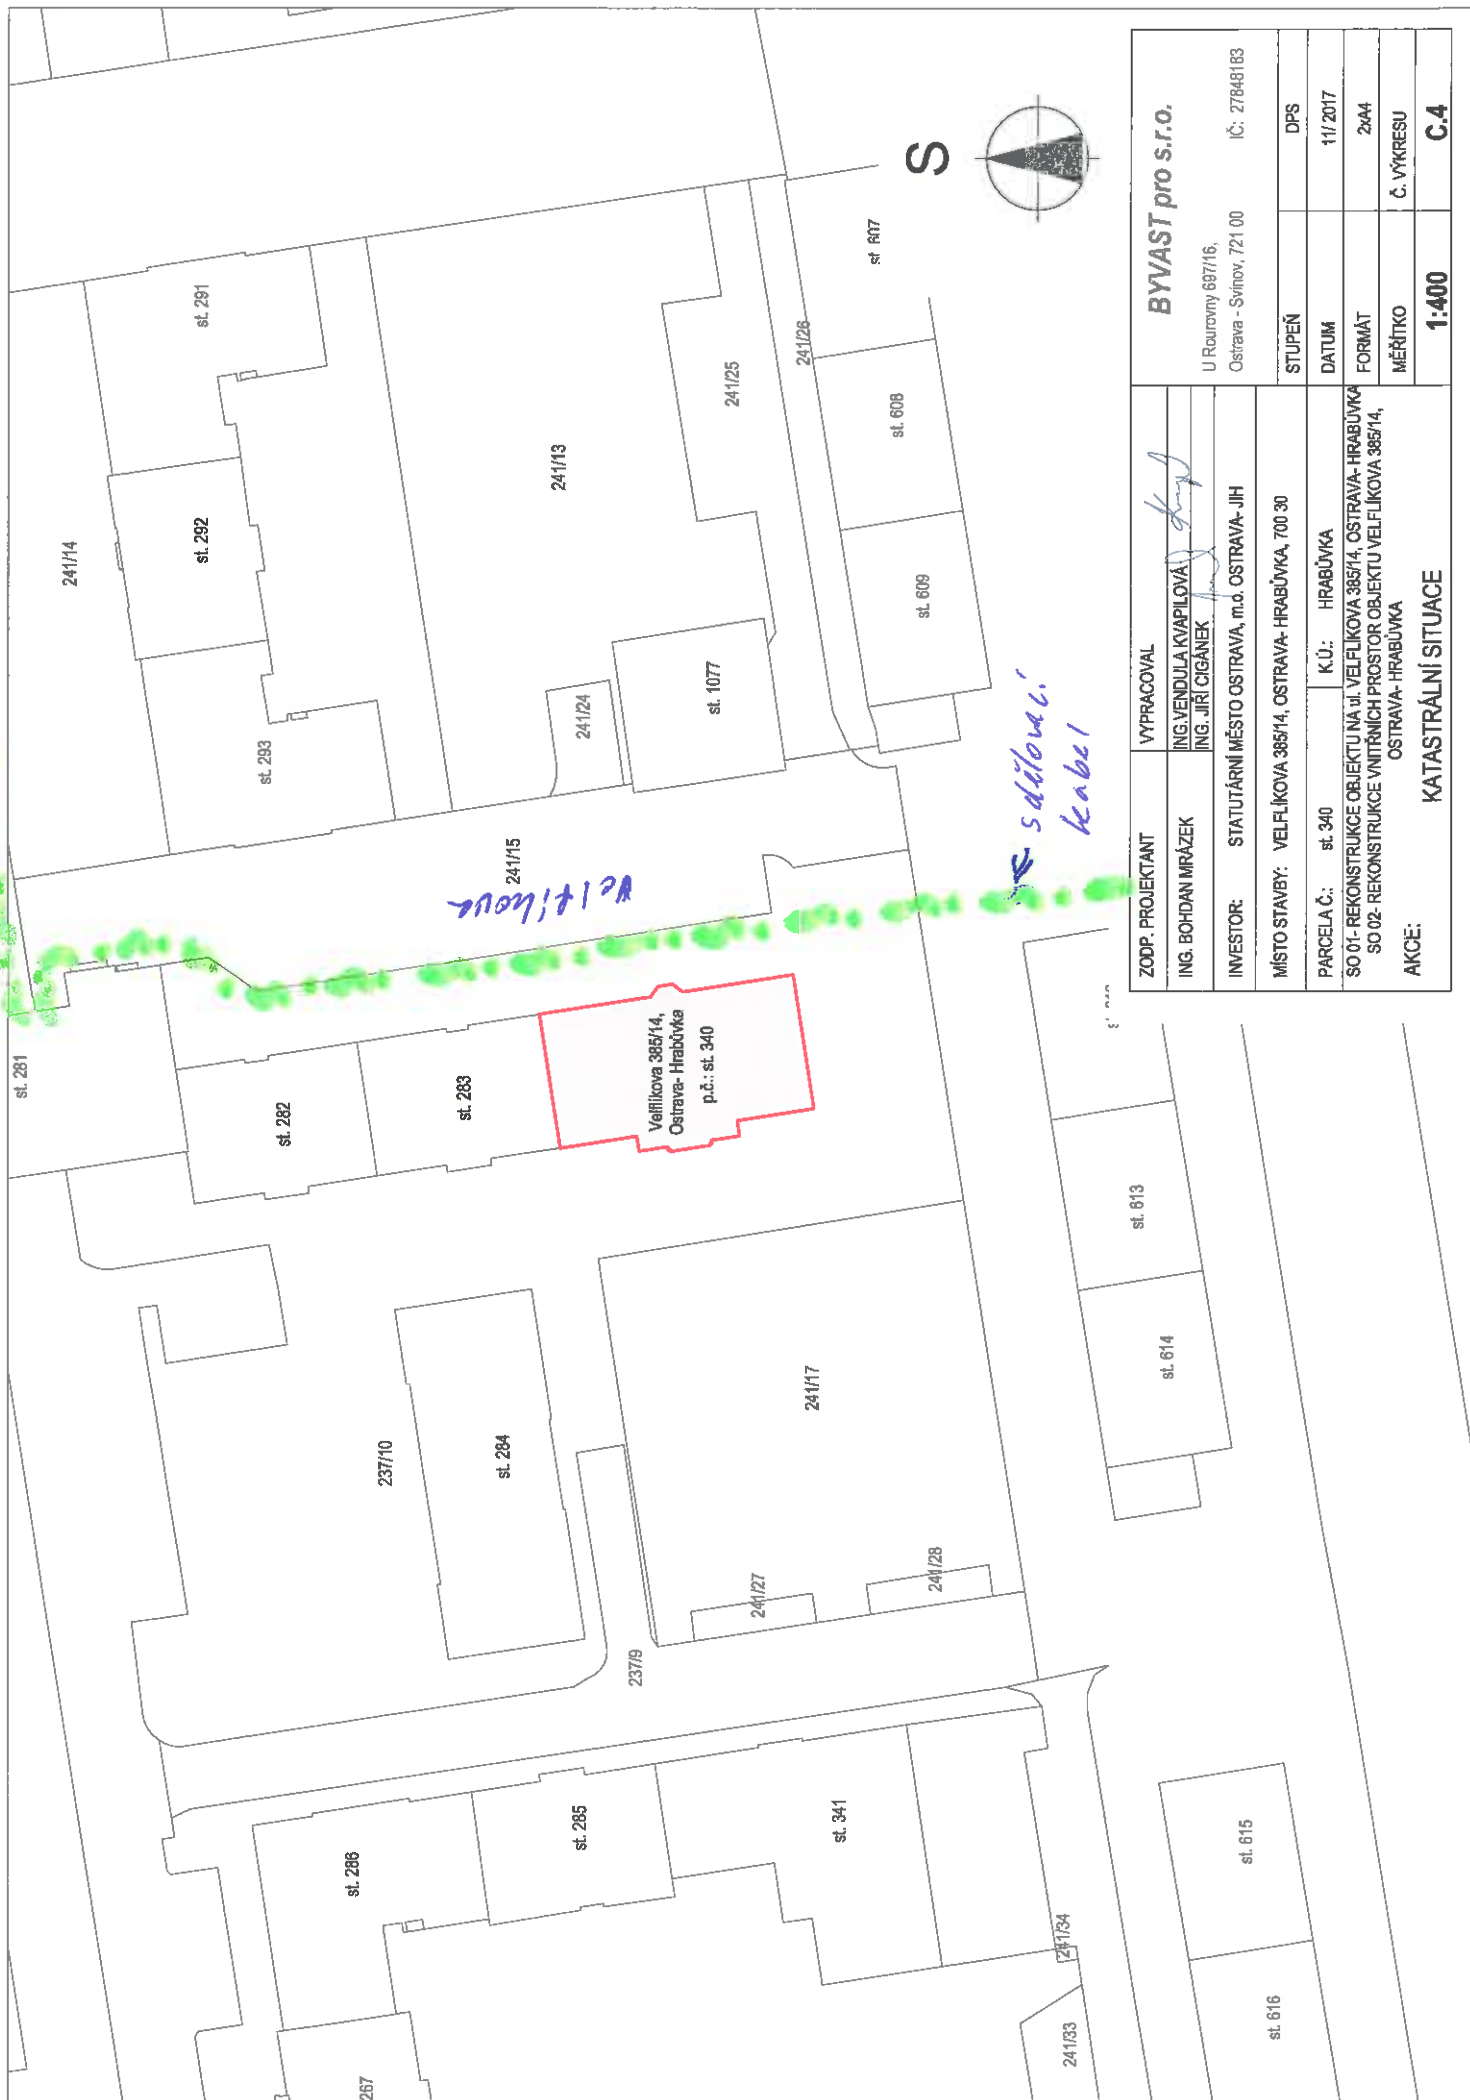 st. 281
241/14
st. 291
st. 292
st. 293
241/13
241/24
st. 1077
241/25
241/26
st. 607
st. 608
st. 609
S
241/15
Velflíkova
sdělovací
kabel
st. 282
st. 283
Velflíkova 385/14,
Ostrava- Hrabůvka
p.č.: st. 340
237/10
st. 284
241/17
241/27
241/28
237/9
st. 613
st. 614
st. 286
st. 285
st. 341
241/34
241/33
st. 615
st. 616
267
ZODP. PROJEKTANT
VYPRACOVAL
BYVAST pro s.r.o.
ING. BOHDAN MRÁZEK
ING.VENDULA KVAPILOVÁ
ING. JIŘÍ CIGÁNEK
U Rourovny 697/16,
Ostrava - Svinov, 721 00
IČ: 27848183
INVESTOR: STATUTÁRNÍ MĚSTO OSTRAVA, m.o. OSTRAVA- JIH
MÍSTO STAVBY: VELFLÍKOVA 385/14, OSTRAVA- HRABŮVKA, 700 30
STUPEŇ DPS
PARCELA Č.: st. 340 K.Ú.: HRABŮVKA
DATUM 11/ 2017
SO 01- REKONSTRUKCE OBJEKTU NA ul. VELFLÍKOVA 385/14, OSTRAVA- HRABŮVKA
SO 02- REKONSTRUKCE VNITŘNÍCH PROSTOR OBJEKTU VELFLÍKOVA 385/14,
OSTRAVA- HRABŮVKA
FORMÁT 2xA4
MĚŘÍTKO Č. VÝKRESU
AKCE:
KATASTRÁLNÍ SITUACE
1:400 C.4